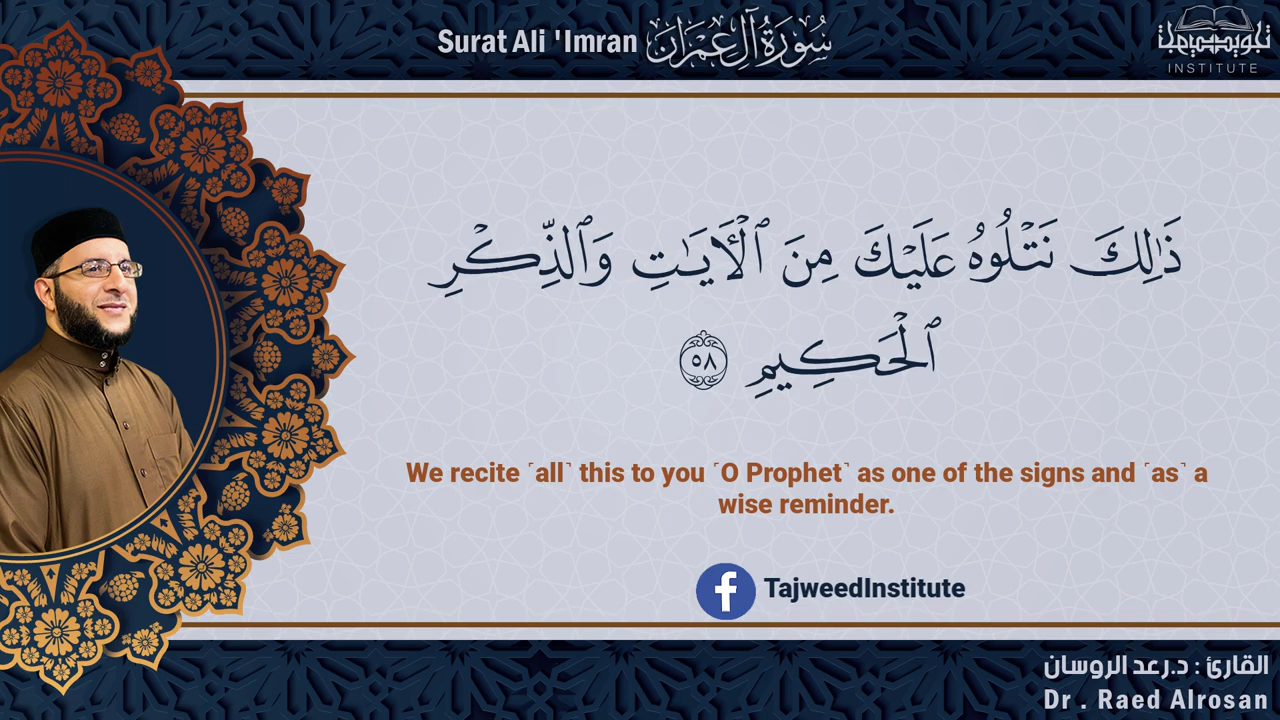 Surat Ali 'Imran سُورَةُ آلِ عِمْرَان
INSTITUTE
ذَٰلِكَ نَتْلُوهُ عَلَيْكَ مِنَ ٱلْأَيَـٰتِ وَٱلذِّكْرِ
ٱلْحَكِيمِ ٥٨
We recite ˹all˺ this to you ˹O Prophet˺ as one of the signs and ˹as˺ a
wise reminder.
f TajweedInstitute
القارئ : د.رعد الروسان
Dr . Raed Alrosan